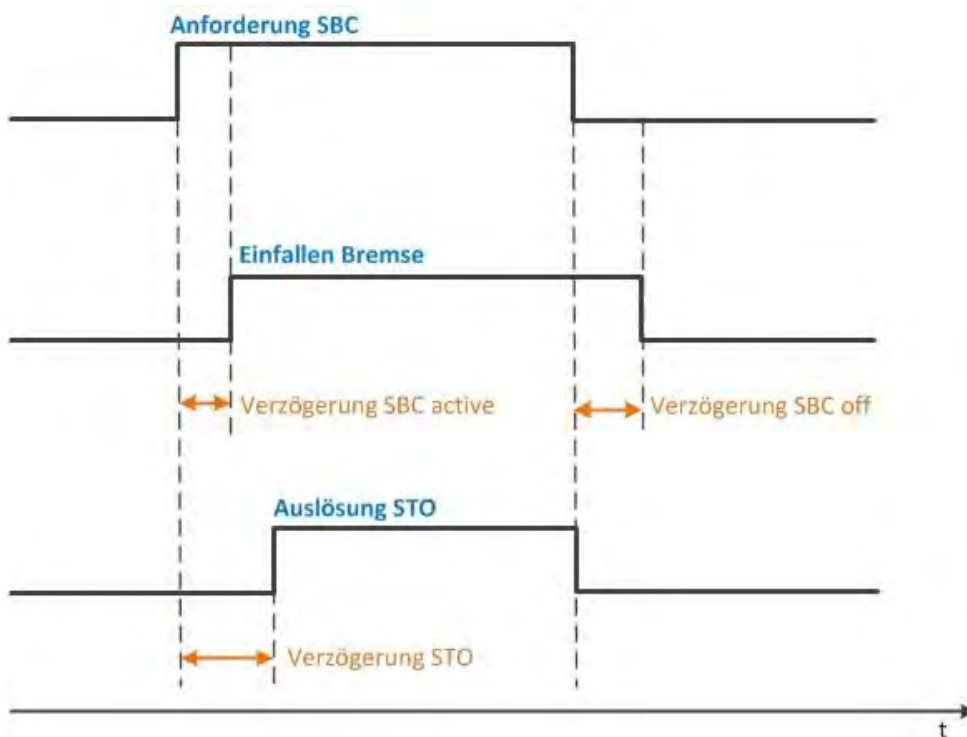 Anforderung SBC
Einfallen Bremse
Verzögerung SBC active
Verzögerung SBC off
Auslösung STO
Verzögerung STO
t